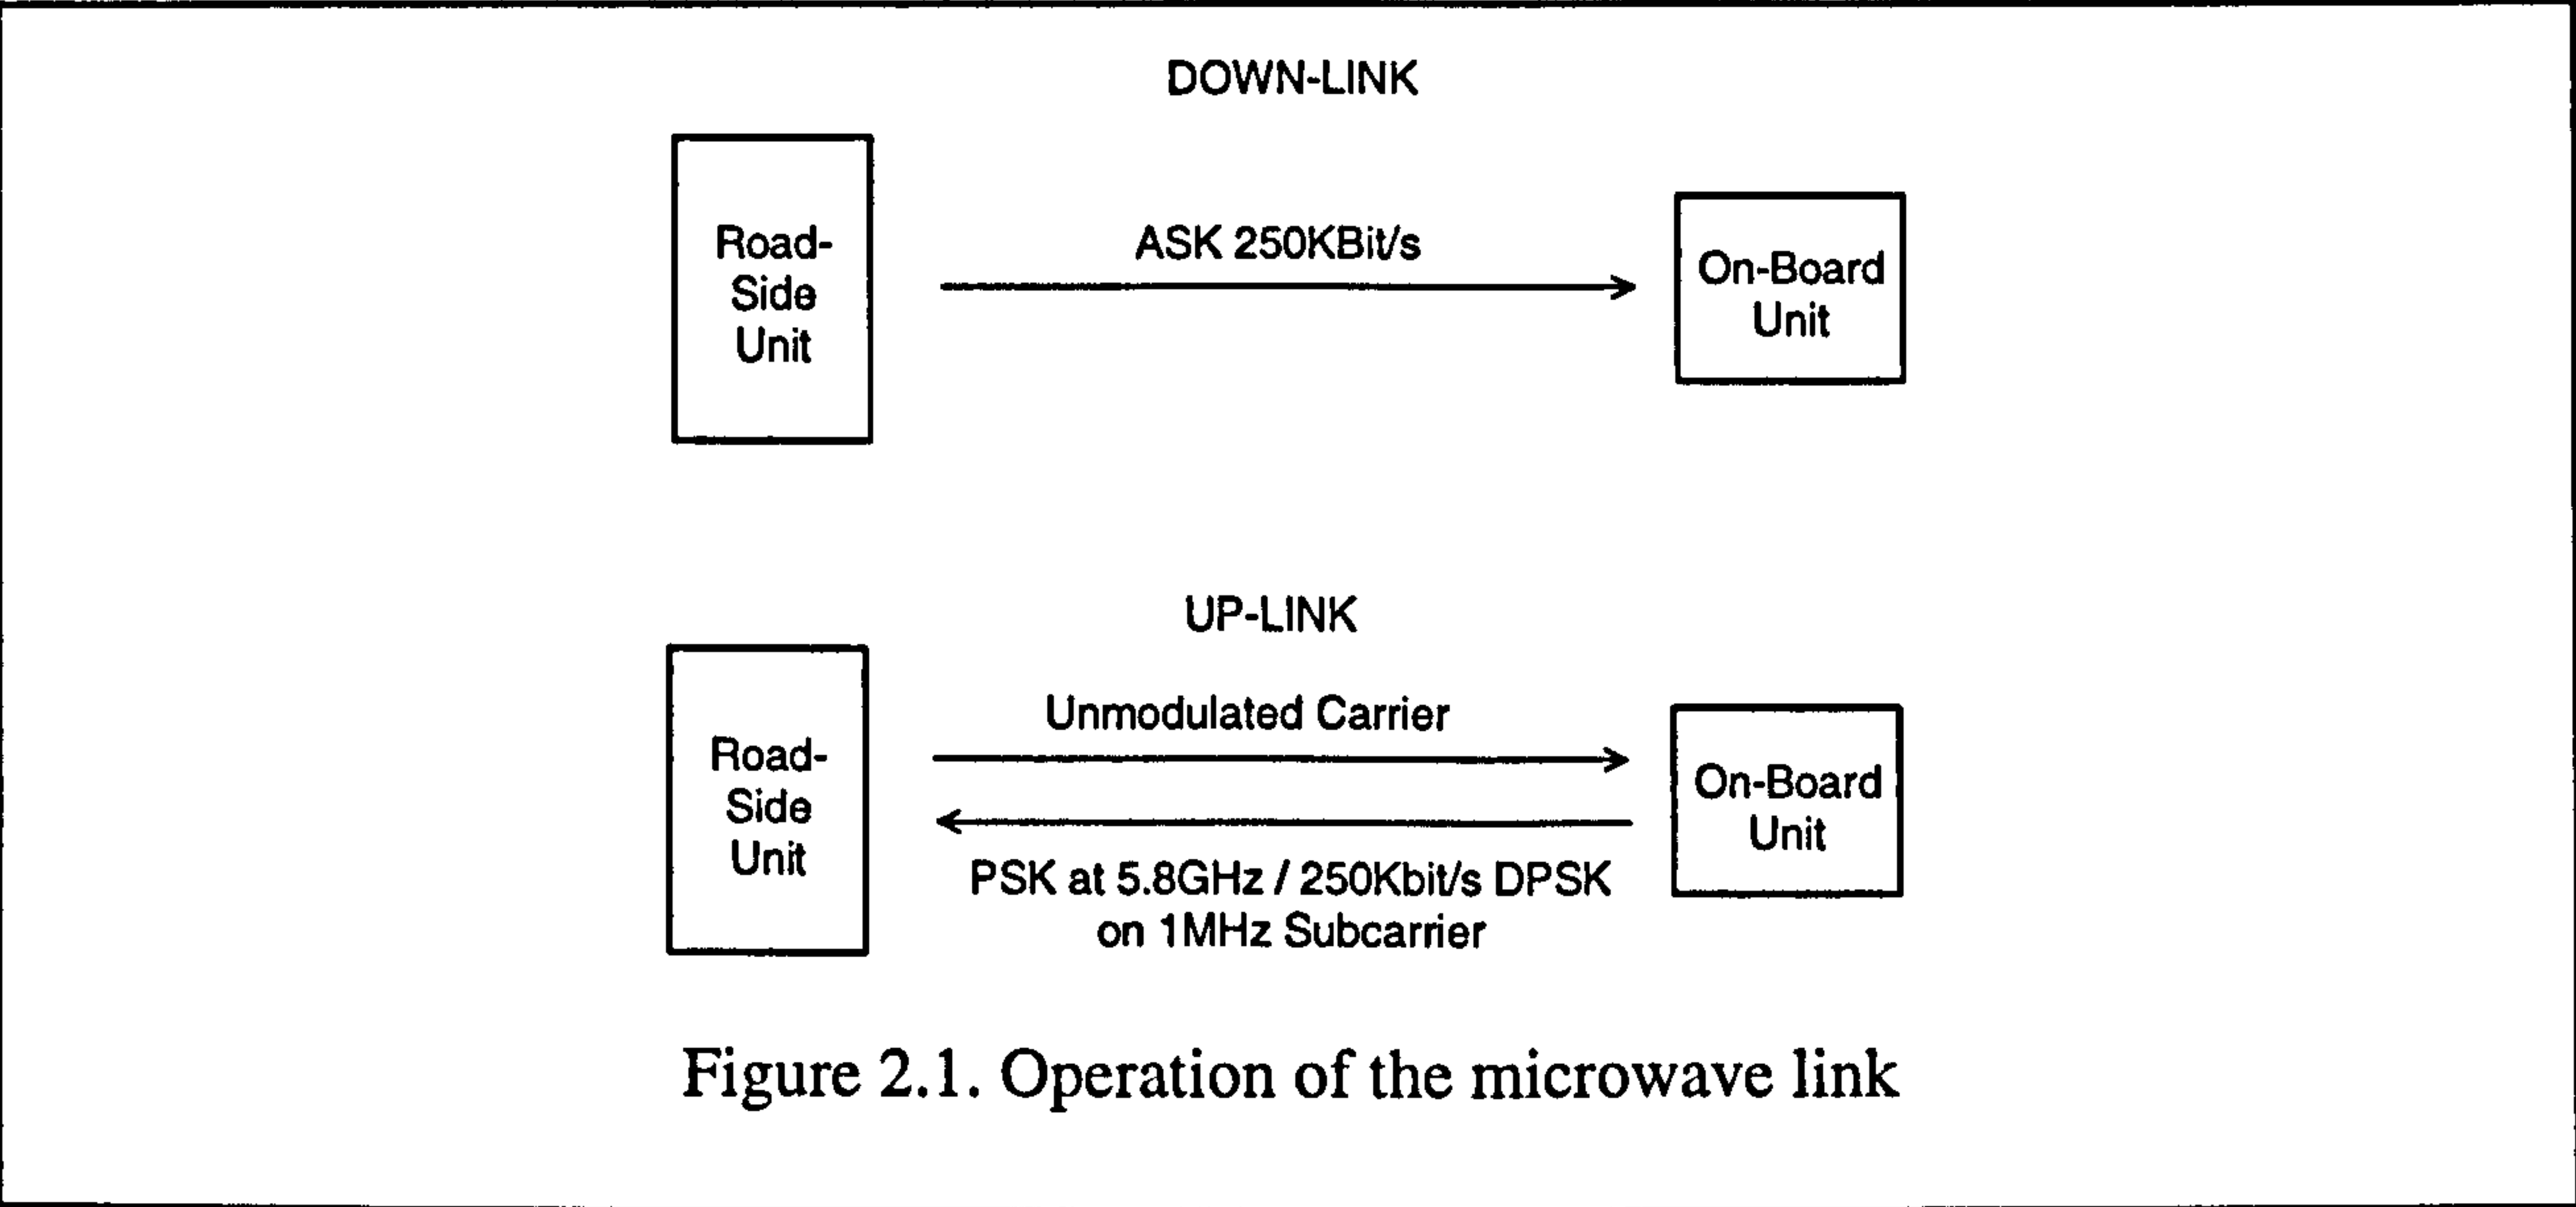 DOWN-LINK
Road-
Side
Unit
ASK 250KBit/s
On-Board
Unit
UP-LINK
Road-
Side
Unit
Unmodulated Carrier
PSK at 5.8GHz / 250Kbit/s DPSK
on 1MHz Subcarrier
On-Board
Unit
Figure 2.1. Operation of the microwave link